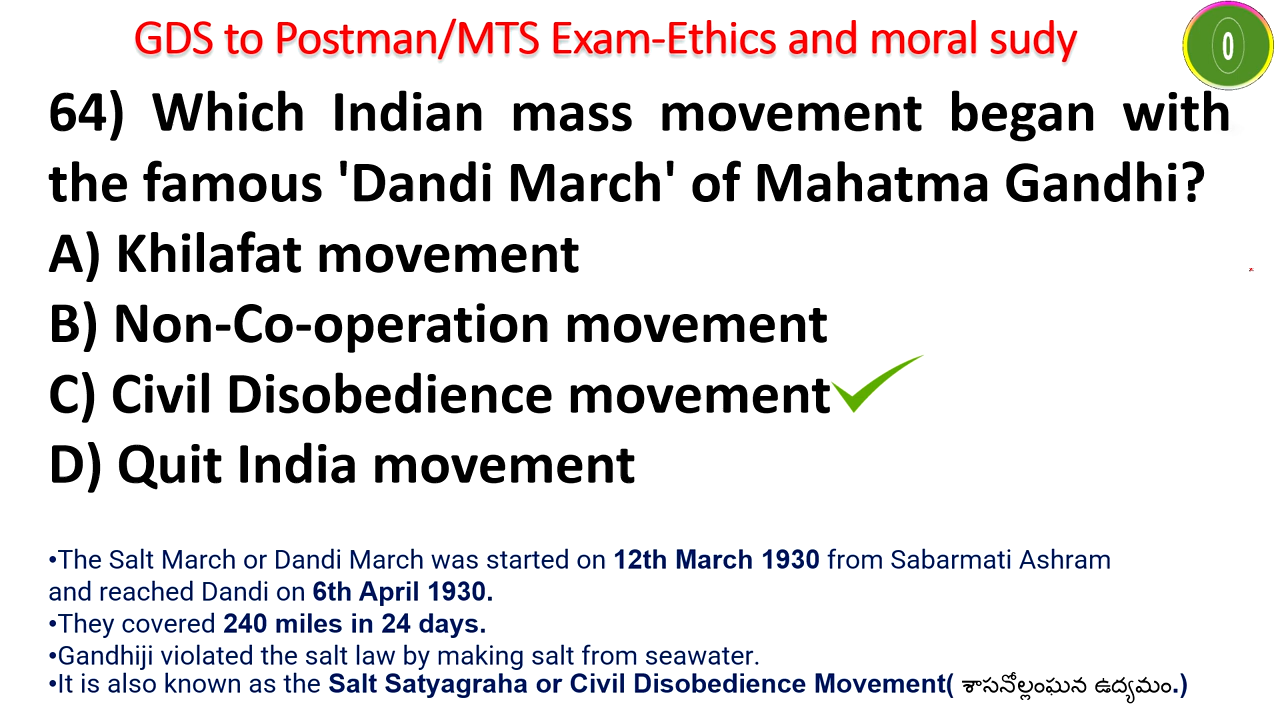 GDS to Postman/MTS Exam-Ethics and moral sudy
0
64) Which Indian mass movement began with
the famous 'Dandi March' of Mahatma Gandhi?
A) Khilafat movement
B) Non-Co-operation movement
C) Civil Disobedience movement
D) Quit India movement
•The Salt March or Dandi March was started on 12th March 1930 from Sabarmati Ashram
and reached Dandi on 6th April 1930.
•They covered 240 miles in 24 days.
•Gandhiji violated the salt law by making salt from seawater.
•It is also known as the Salt Satyagraha or Civil Disobedience Movement( శాసనోల్లంఘన ఉద్యమం.)